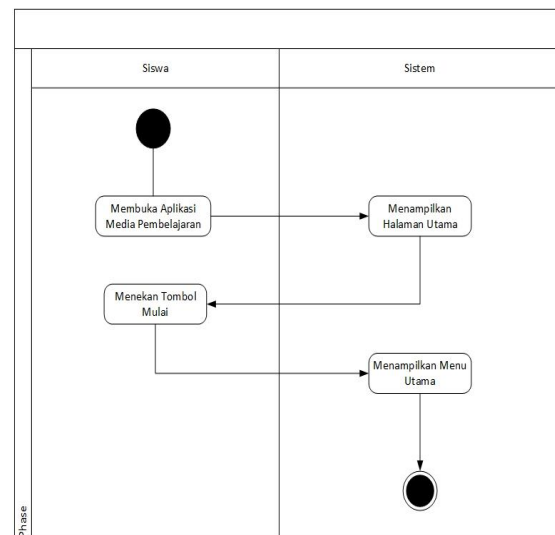 Siswa
Sistem
Membuka Aplikasi
Media Pembelajaran
Menampilkan
Halaman Utama
Menekan Tombol
Mulai
Menampilkan Menu
Utama
Phase